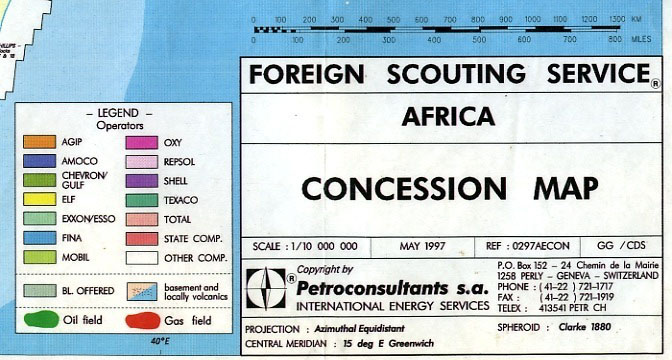 100 200 300 400 500 600 700 800 900 1000 1100 1200 1300 KM
0 100 200 300 400 500 600 700 800 MILES
FOREIGN SCOUTING SERVICE ®
AFRICA
CONCESSION MAP
SCALE : 1/10 000 000
MAY 1997
REF : 0297AECON
GG / CDS
® Copyright by
Petroconsultants s.a.
INTERNATIONAL ENERGY SERVICES
P.O. Box 152 – 24 Chemin de la Mairie
1258 PERLY – GENEVA – SWITZERLAND
PHONE : (41–22) 721–1717
FAX : (41–22) 721–1919
TELEX : 413541 PETR CH
PROJECTION : Azimuthal Equidistant
SPHEROID : Clarke 1880
CENTRAL MERIDIAN : 15 deg E Greenwich
– LEGEND –
Operators
AGIP
AMOCO
CHEVRON/
GULF
ELF
EXXON/ESSO
FINA
MOBIL
OXY
REPSOL
SHELL
TEXACO
TOTAL
STATE COMP.
OTHER COMP.
BL. OFFERED
basement and
locally volcanics
Oil field
Gas field
40°E